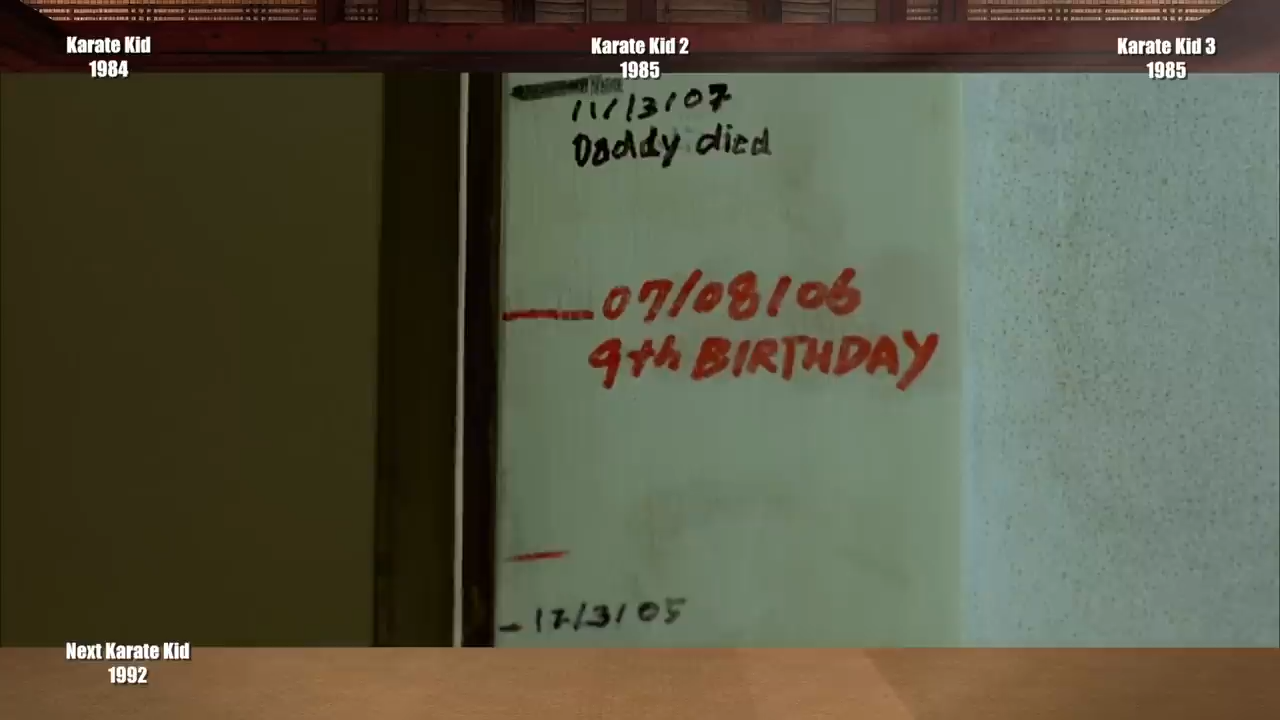 Karate Kid
1984
Karate Kid 2
1985
Karate Kid 3
1985
11/3/07
Daddy died
07/08/06
9th BIRTHDAY
12/3/05
Next Karate Kid
1992